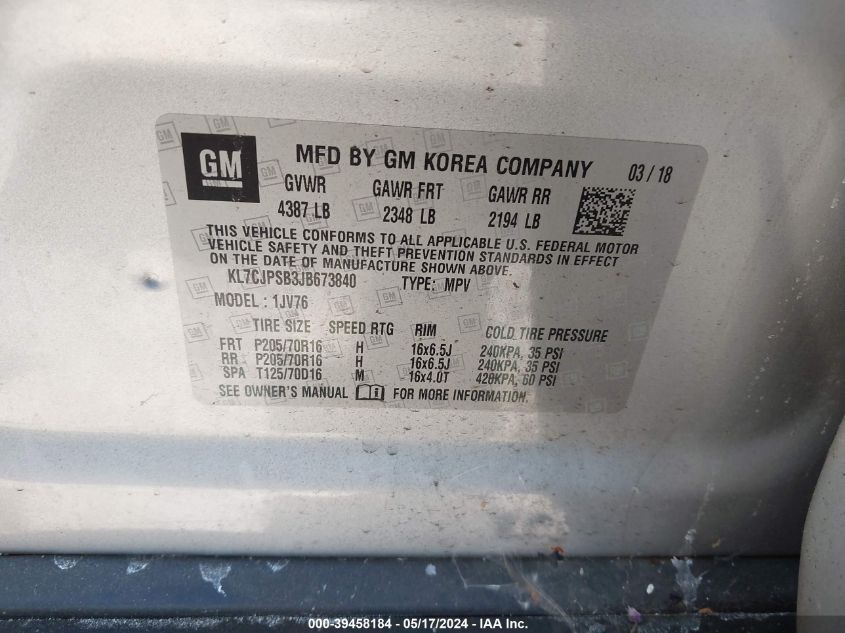 GM MFD BY GM KOREA COMPANY 03 / 18
GVWR GAWR FRT GAWR RR
4387 LB 2348 LB 2194 LB
THIS VEHICLE CONFORMS TO ALL APPLICABLE U.S. FEDERAL MOTOR
VEHICLE SAFETY AND THEFT PREVENTION STANDARDS IN EFFECT
ON THE DATE OF MANUFACTURE SHOWN ABOVE.
KL7CJPSB3JB673840 TYPE: MPV
MODEL : 1JV76
TIRE SIZE SPEED RTG RIM COLD TIRE PRESSURE
FRT P205/70R16 H 16x6.5J 240KPA, 35 PSI
RR P205/70R16 H 16x6.5J 240KPA, 35 PSI
SPA T125/70D16 M 16x4.0T 420KPA, 60 PSI
SEE OWNER'S MANUAL FOR MORE INFORMATION.
000-39458184 - 05/17/2024 - IAA Inc.